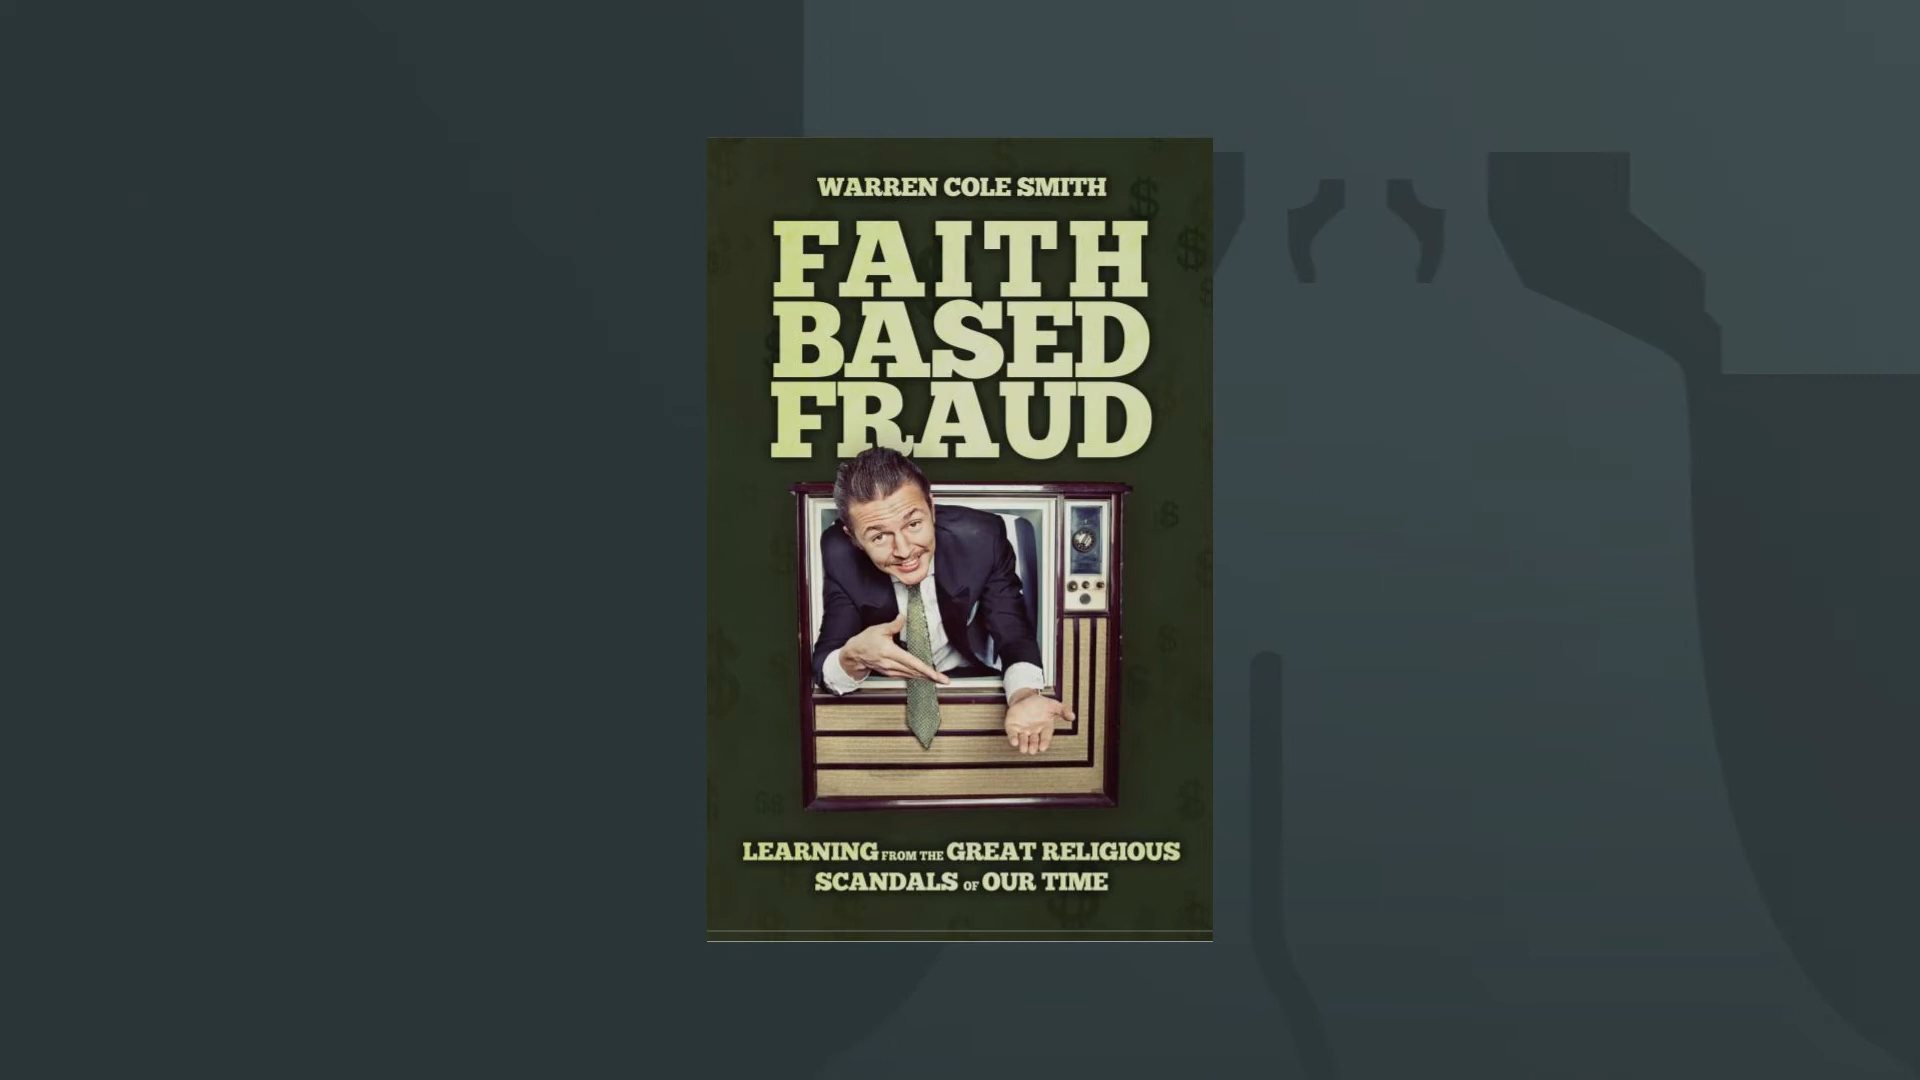 WARREN COLE SMITH
FAITH
BASED
FRAUD
LEARNING FROM THE GREAT RELIGIOUS
SCANDALS OF OUR TIME